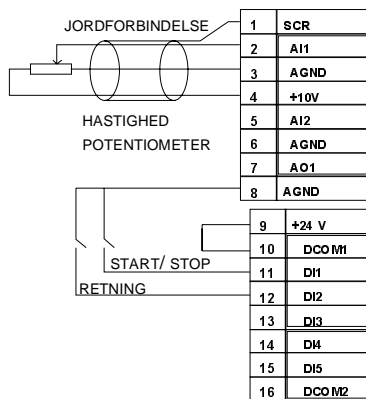 JORDFORBINDELSE
HASTIGHED
POTENTIOMETER
1 SCR
2 AI1
3 AGND
4 +10V
5 AI2
6 AGND
7 AO1
8 AGND
START/ STOP
RETNING
9 +24 V
10 DCOM1
11 DI1
12 DI2
13 DI3
14 DI4
15 DI5
16 DCOM2